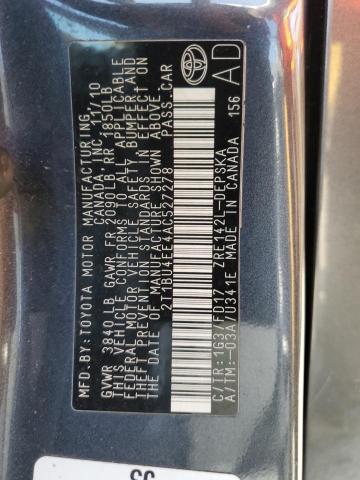 MFD.BY:TOYOTA MOTOR MANUFACTURING,
CANADA, INC. 11/10
GVWR 3840LB GAWR FR 2090LB RR 1850LB
THIS VEHICLE CONFORMS TO ALL APPLICABLE
FEDERAL MOTOR VEHICLE SAFETY, BUMPER, AND
THEFT PREVENTION STANDARDS IN EFFECT ON
THE DATE OF MANUFACTURE SHOWN ABOVE.
2T1BU4EE4AC527278 PASS.CAR
C/TR:1G3/FD17 ZRE142L-DEPSKA
A/TM:-03A/U341E MADE IN CANADA
156
AD